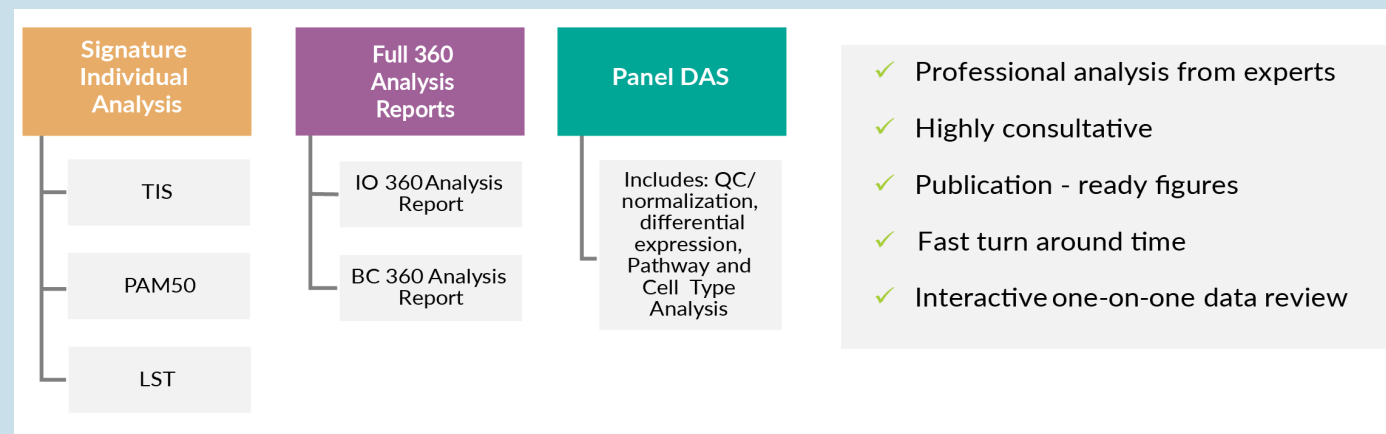 Signature
Individual
Analysis
TIS
PAM50
LST
Full 360
Analysis
Reports
IO 360 Analysis
Report
BC 360 Analysis
Report
Panel DAS
Includes: QC/
normalization,
differential
expression,
Pathway and
Cell Type
Analysis
✓ Professional analysis from experts
✓ Highly consultative
✓ Publication - ready figures
✓ Fast turn around time
✓ Interactive one-on-one data review